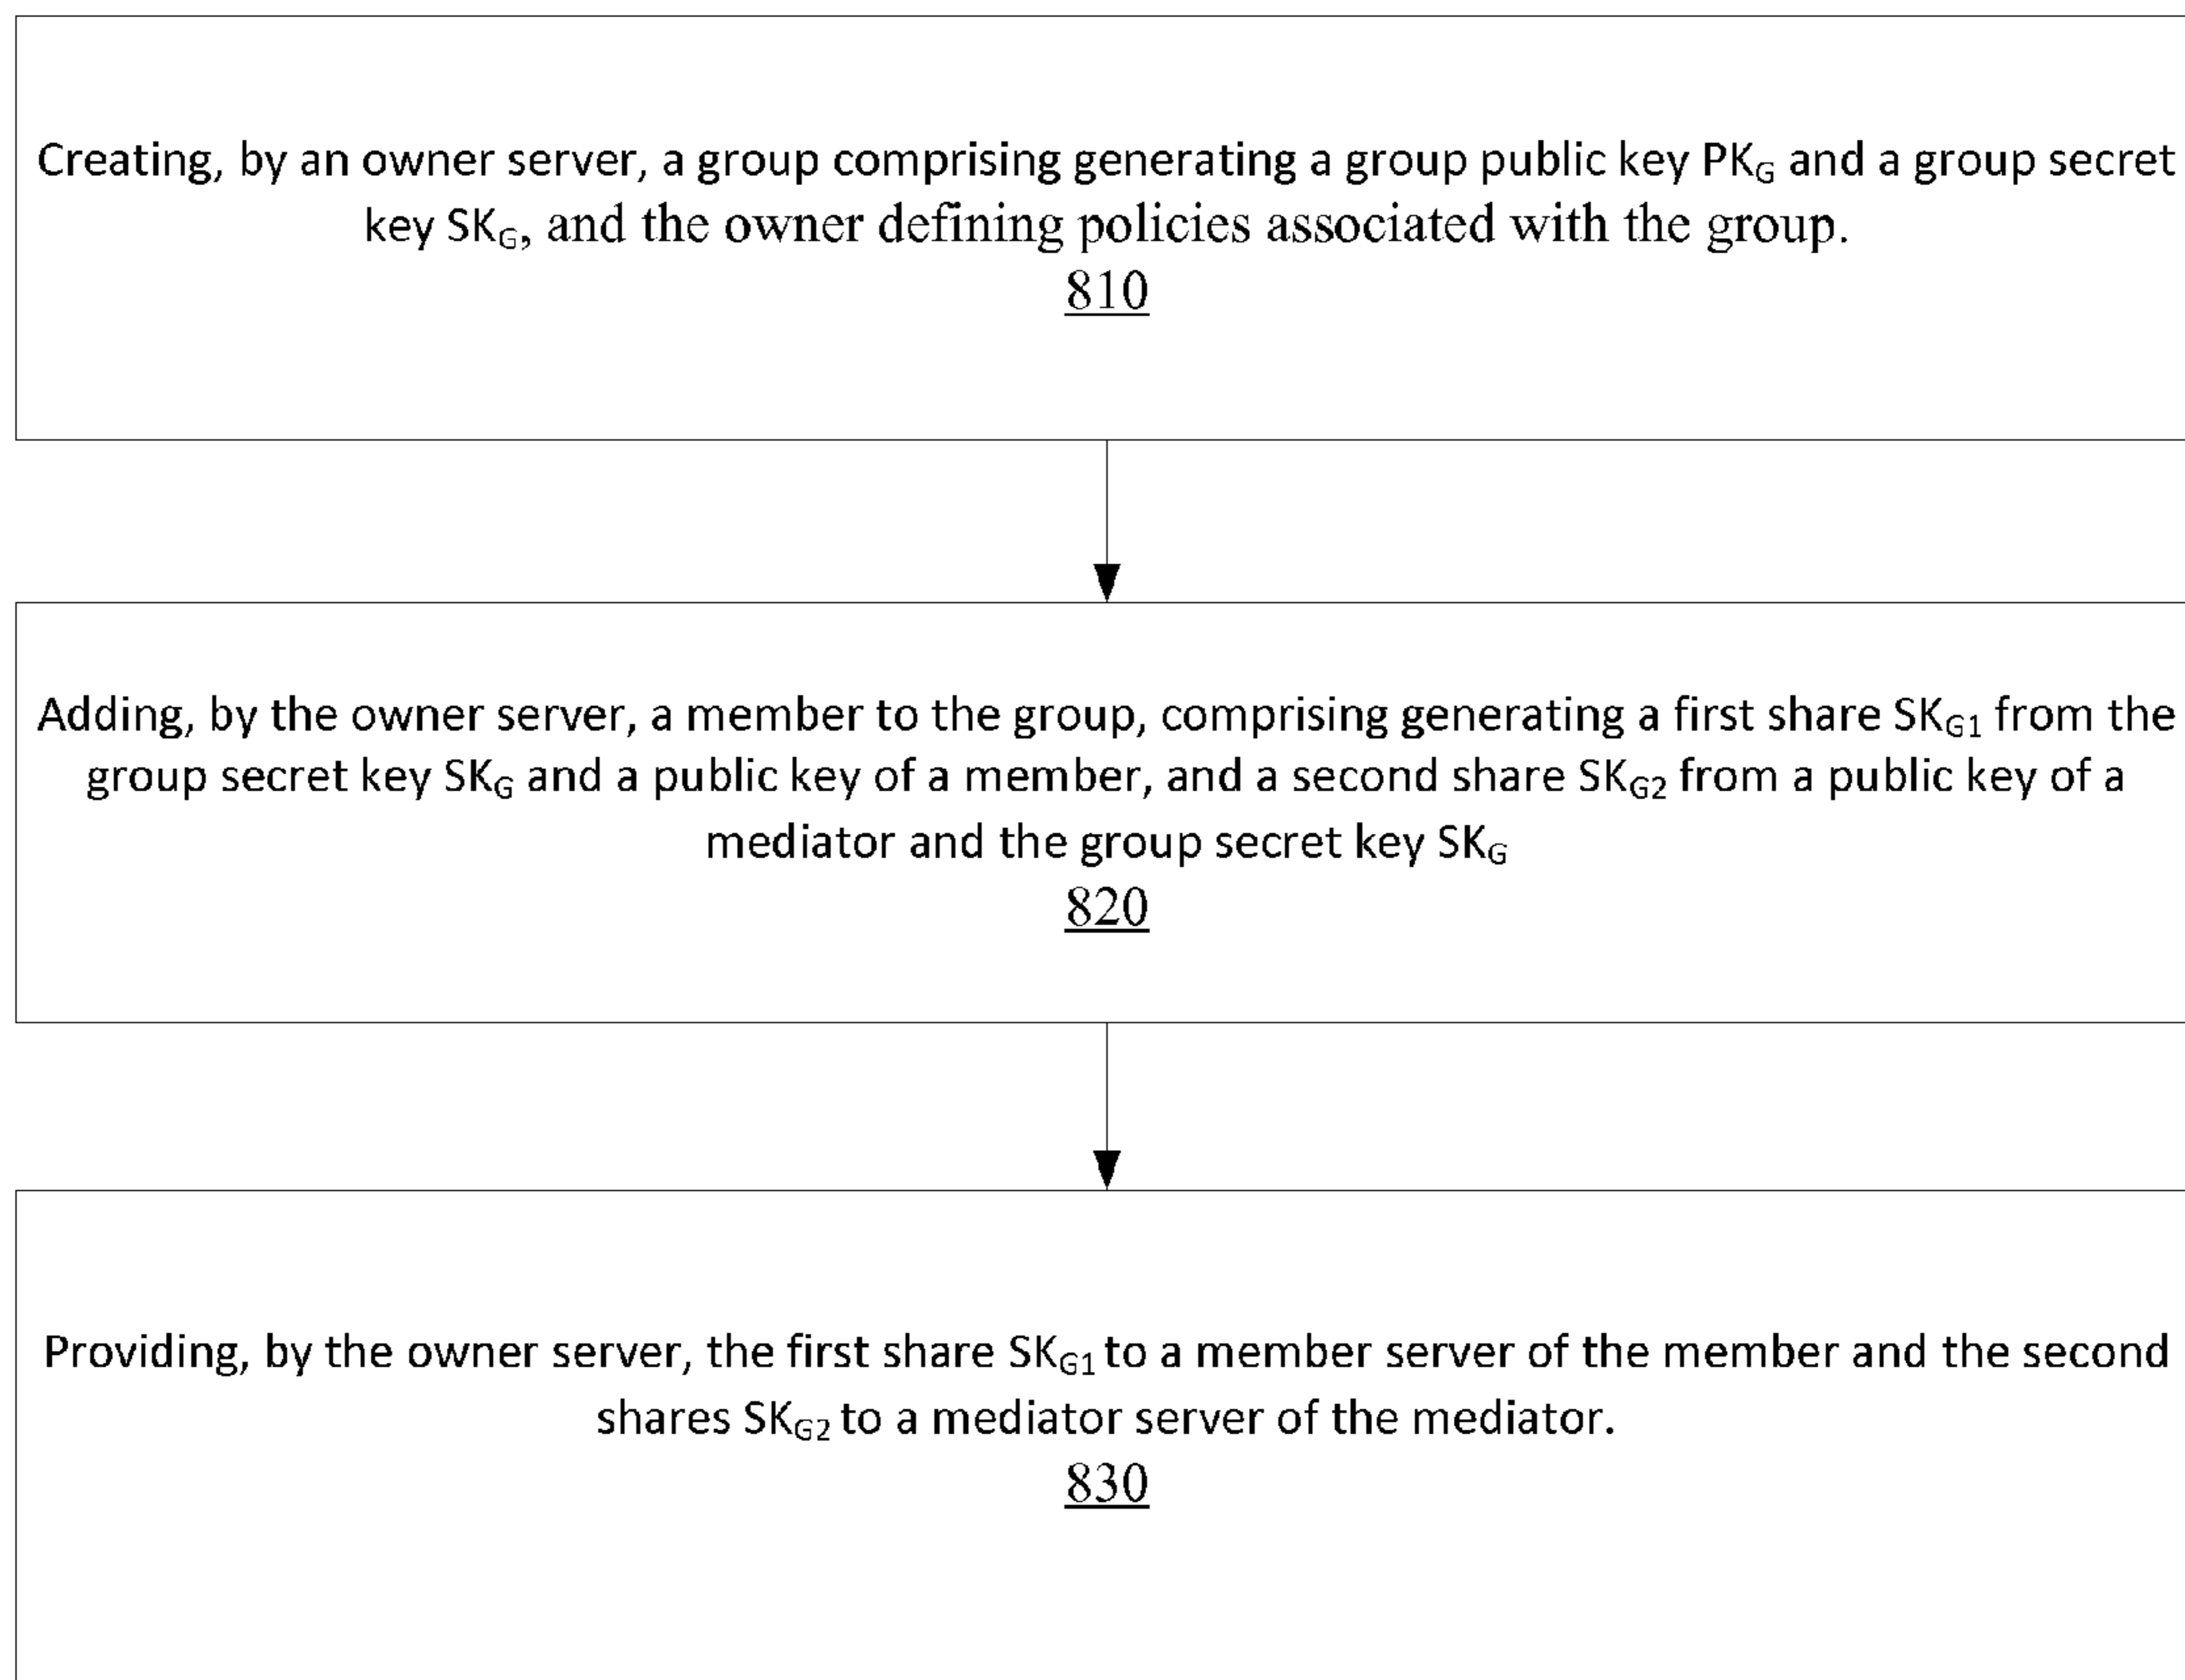 Creating, by an owner server, a group comprising generating a group public key PKG and a group secret
key SKG, and the owner defining policies associated with the group.
810
Adding, by the owner server, a member to the group, comprising generating a first share SKG1 from the
group secret key SKG and a public key of a member, and a second share SKG2 from a public key of a
mediator and the group secret key SKG
820
Providing, by the owner server, the first share SKG1 to a member server of the member and the second
shares SKG2 to a mediator server of the mediator.
830